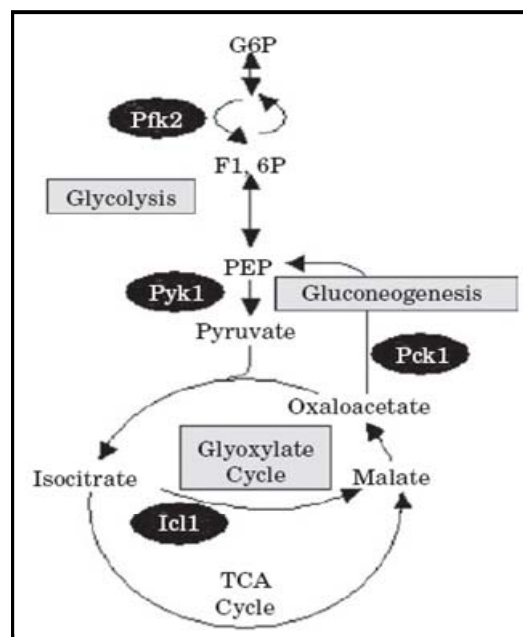 G6P
Pfk2
F1, 6P
Glycolysis
PEP
Pyk1
Gluconeogenesis
Pyruvate
Pck1
Oxaloacetate
Glyoxylate
Cycle
Isocitrate
Malate
Icl1
TCA
Cycle